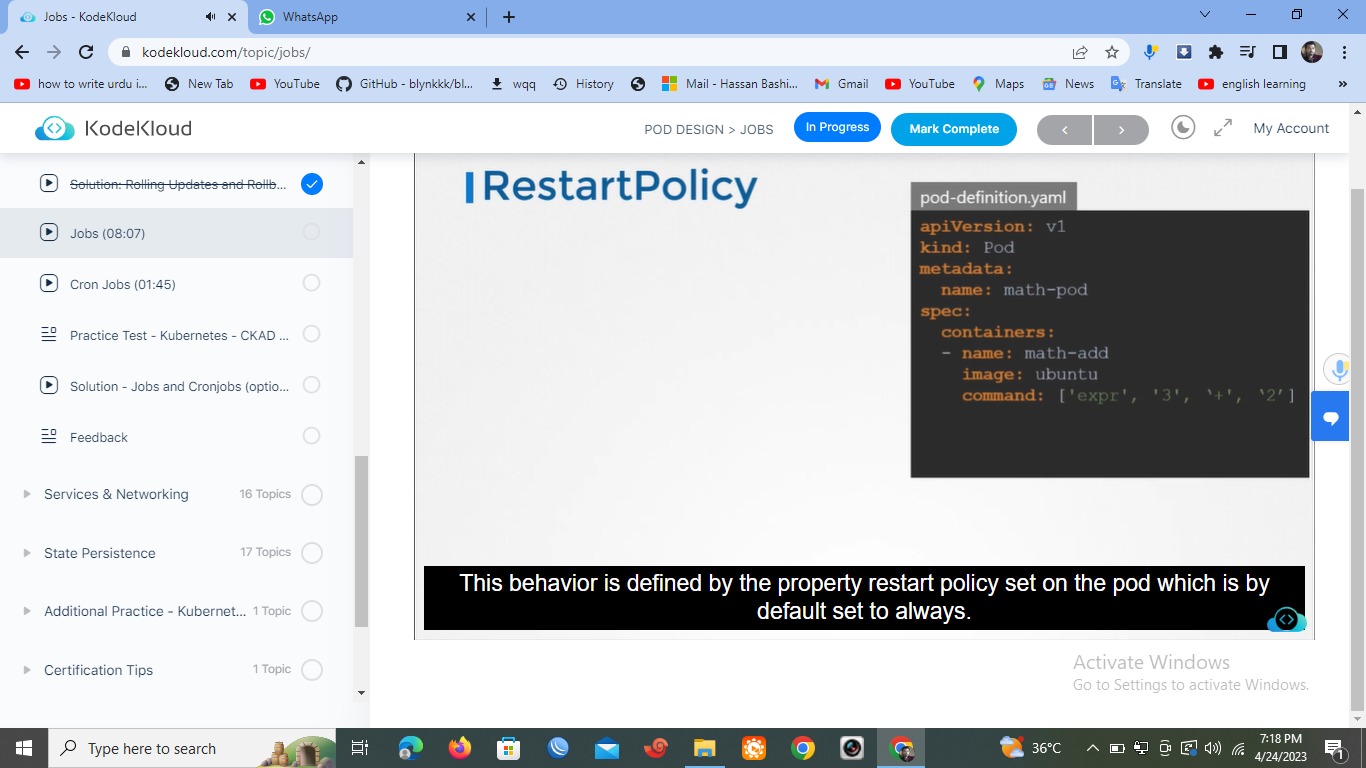 Jobs - KodeKloud
WhatsApp
kodekloud.com/topic/jobs/
how to write urdu i...
New Tab
YouTube
GitHub - blynkkk/bl...
wqq
History
Mail - Hassan Bashi...
Gmail
YouTube
Maps
News
Translate
english learning
KodeKloud
POD DESIGN > JOBS
In Progress
Mark Complete
My Account
Solution: Rolling Updates and Rollb...
Jobs (08:07)
Cron Jobs (01:45)
Practice Test - Kubernetes - CKAD ...
Solution - Jobs and Cronjobs (optio...
Feedback
Services & Networking 16 Topics
State Persistence 17 Topics
Additional Practice - Kubernet... 1 Topic
Certification Tips 1 Topic
RestartPolicy
pod-definition.yaml
apiVersion: v1
kind: Pod
metadata:
  name: math-pod
spec:
  containers:
  - name: math-add
    image: ubuntu
    command: ['expr', '3', ‘+’, ‘2’]
This behavior is defined by the property restart policy set on the pod which is by
default set to always.
Activate Windows
Go to Settings to activate Windows.
Type here to search
36°C
7:18 PM
4/24/2023
1